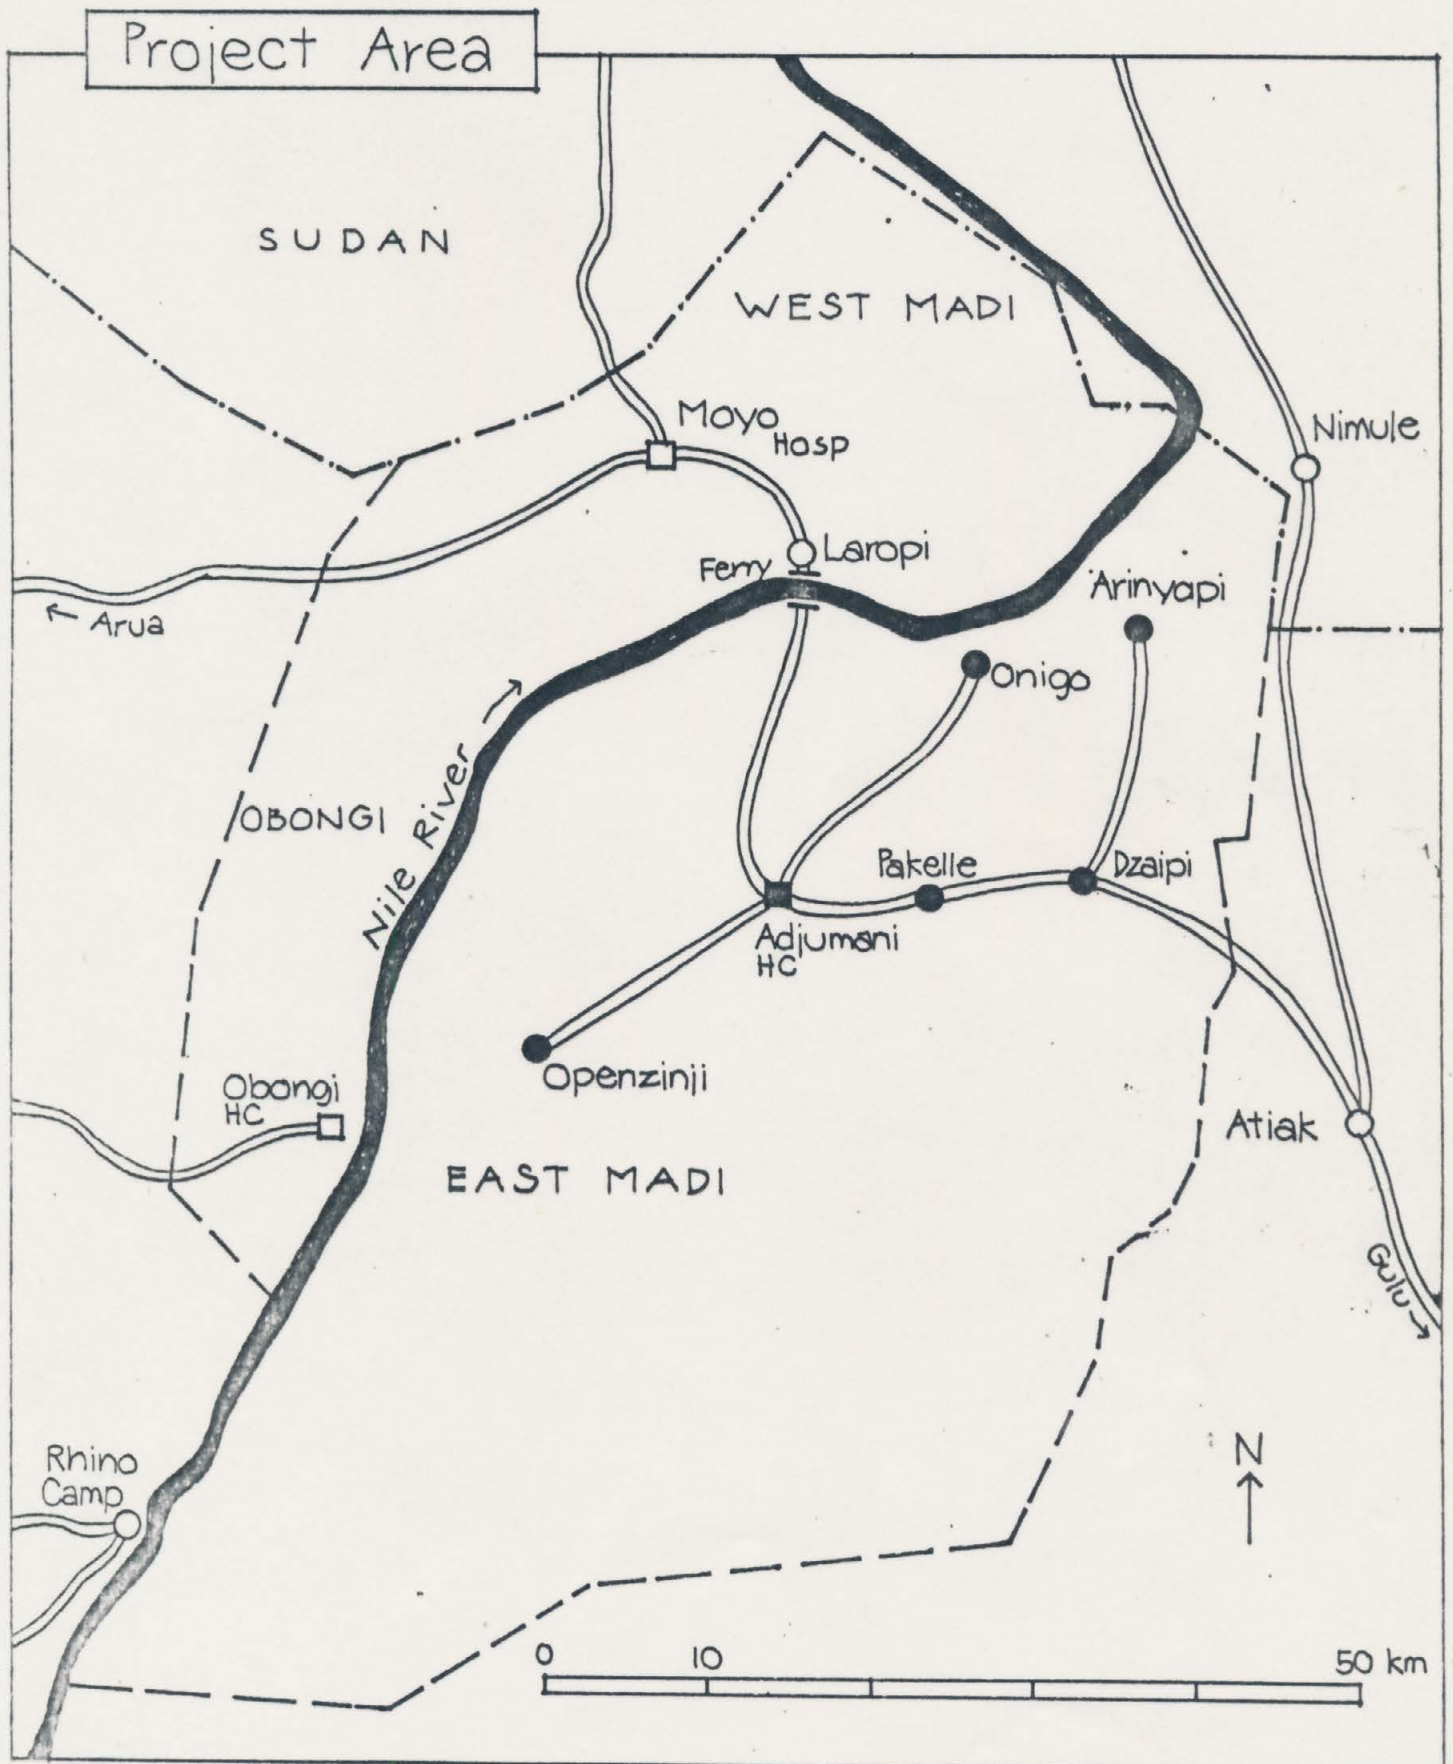 Project Area
SUDAN
WEST MADI
Moyo
Hosp
Nimule
Ferry
Laropi
Arinyapi
← Arua
Onigo
OBONGI
Nile River →
Pakelle
Dzaipi
Adjumani
HC
Openzinji
Obongi
HC
Atiak
EAST MADI
Gulu →
Rhino
Camp
N
0 10 50 km